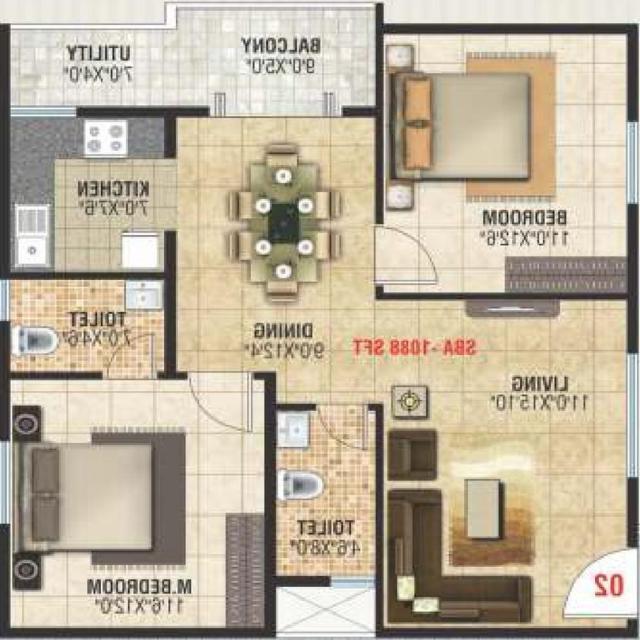 UTILITY
7'0"X4'0"
BALCONY
9'0"X5'0"
KITCHEN
7'0"X7'6"
BEDROOM
11'0"X12'6"
TOILET
7'0"X4'6"
DINING
9'0"X12'4"
SBA -1088 SFT
LIVING
11'0"X15'10"
TOILET
4'6"X8'0"
M.BEDROOM
11'6"X12'0"
02